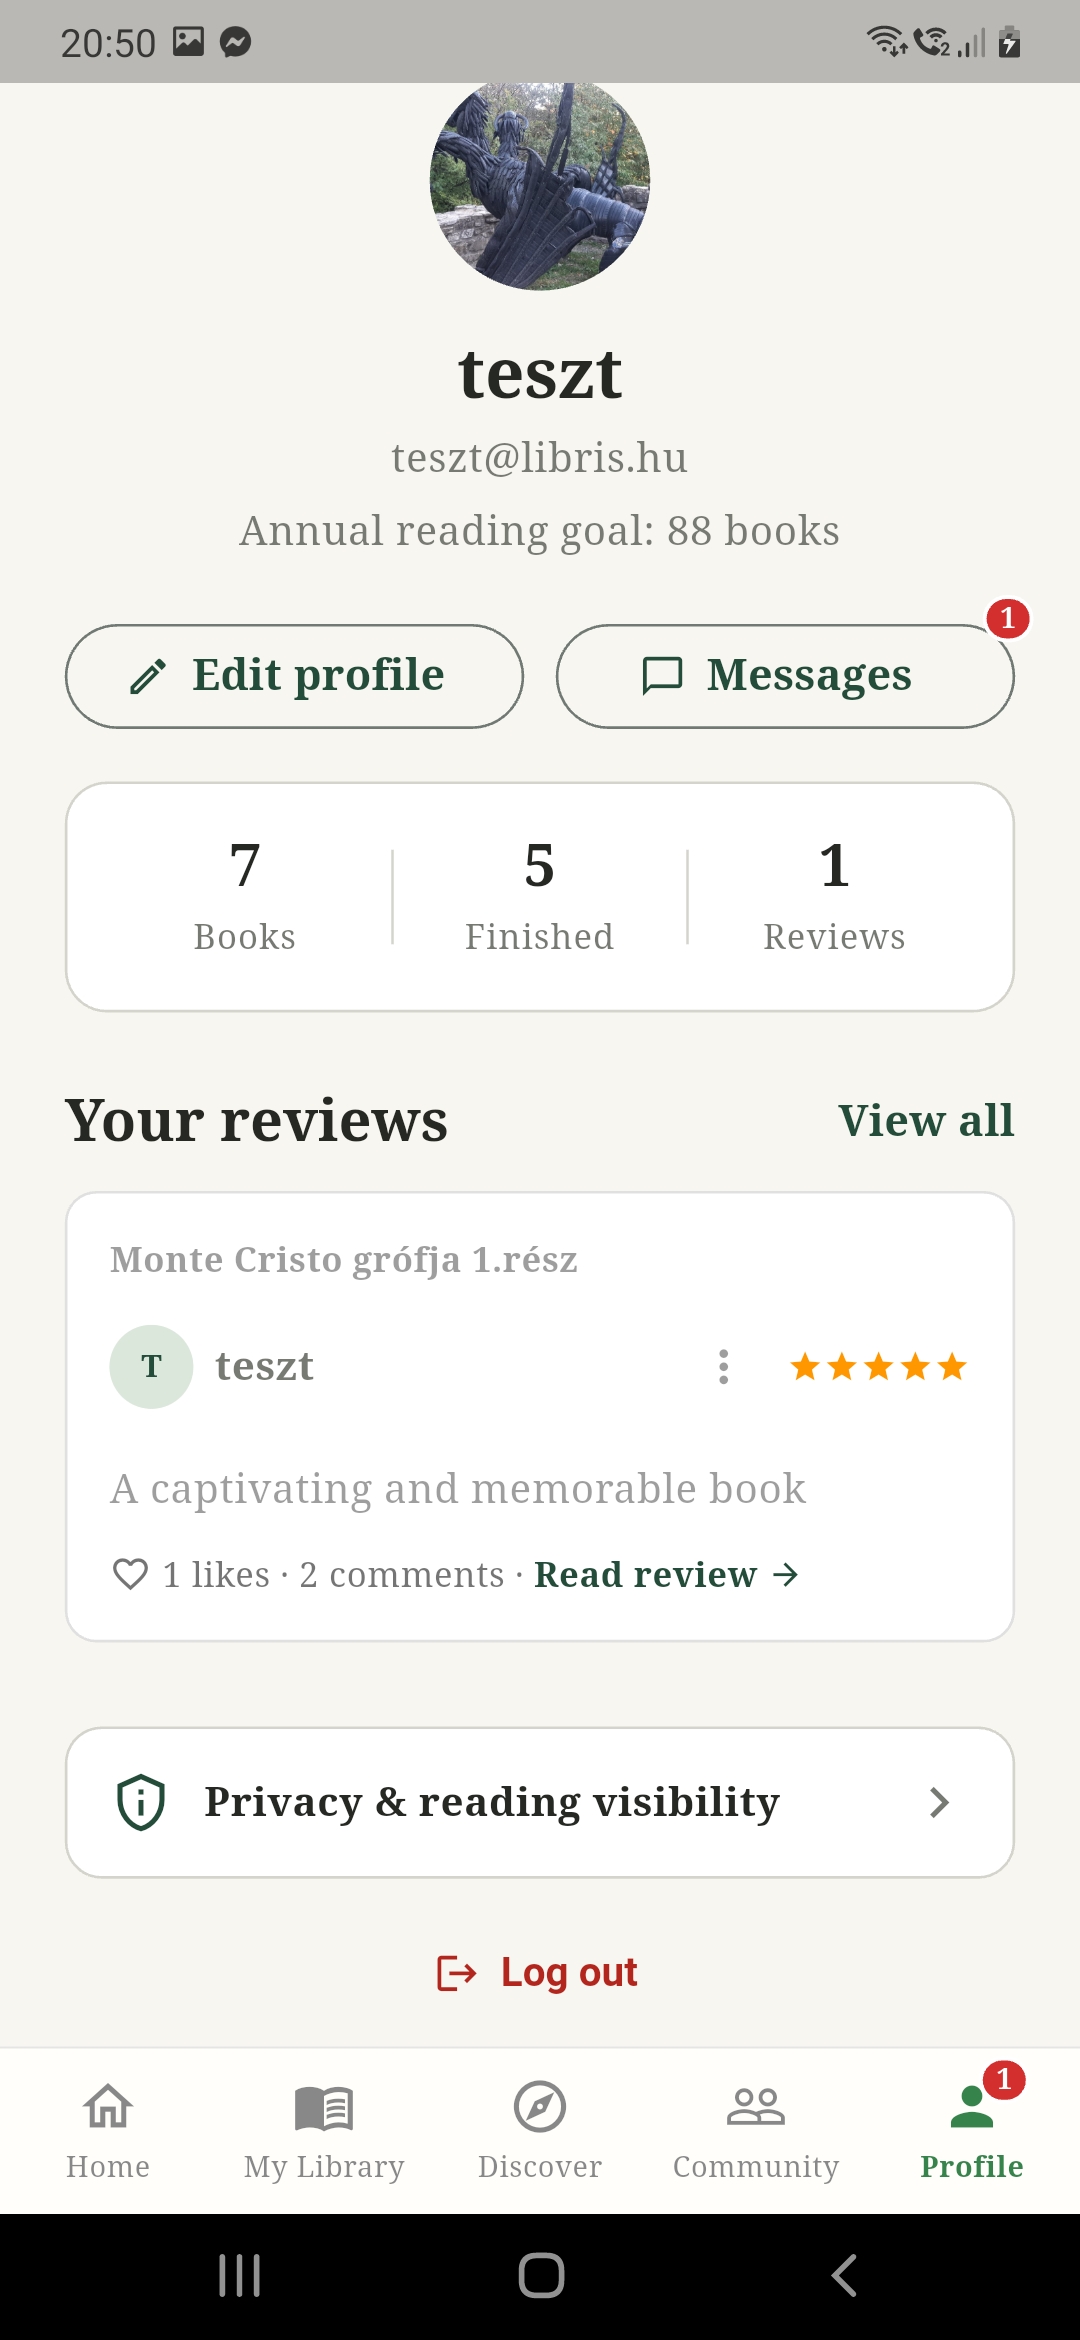 20:50
2
teszt
teszt@libris.hu
Annual reading goal: 88 books
1
Edit profile
Messages
7
5
1
Books
Finished
Reviews
Your reviews
View all
Monte Cristo grófja 1.rész
T teszt
A captivating and memorable book
1 likes · 2 comments · Read review →
Privacy & reading visibility
Log out
1
Home
My Library
Discover
Community
Profile